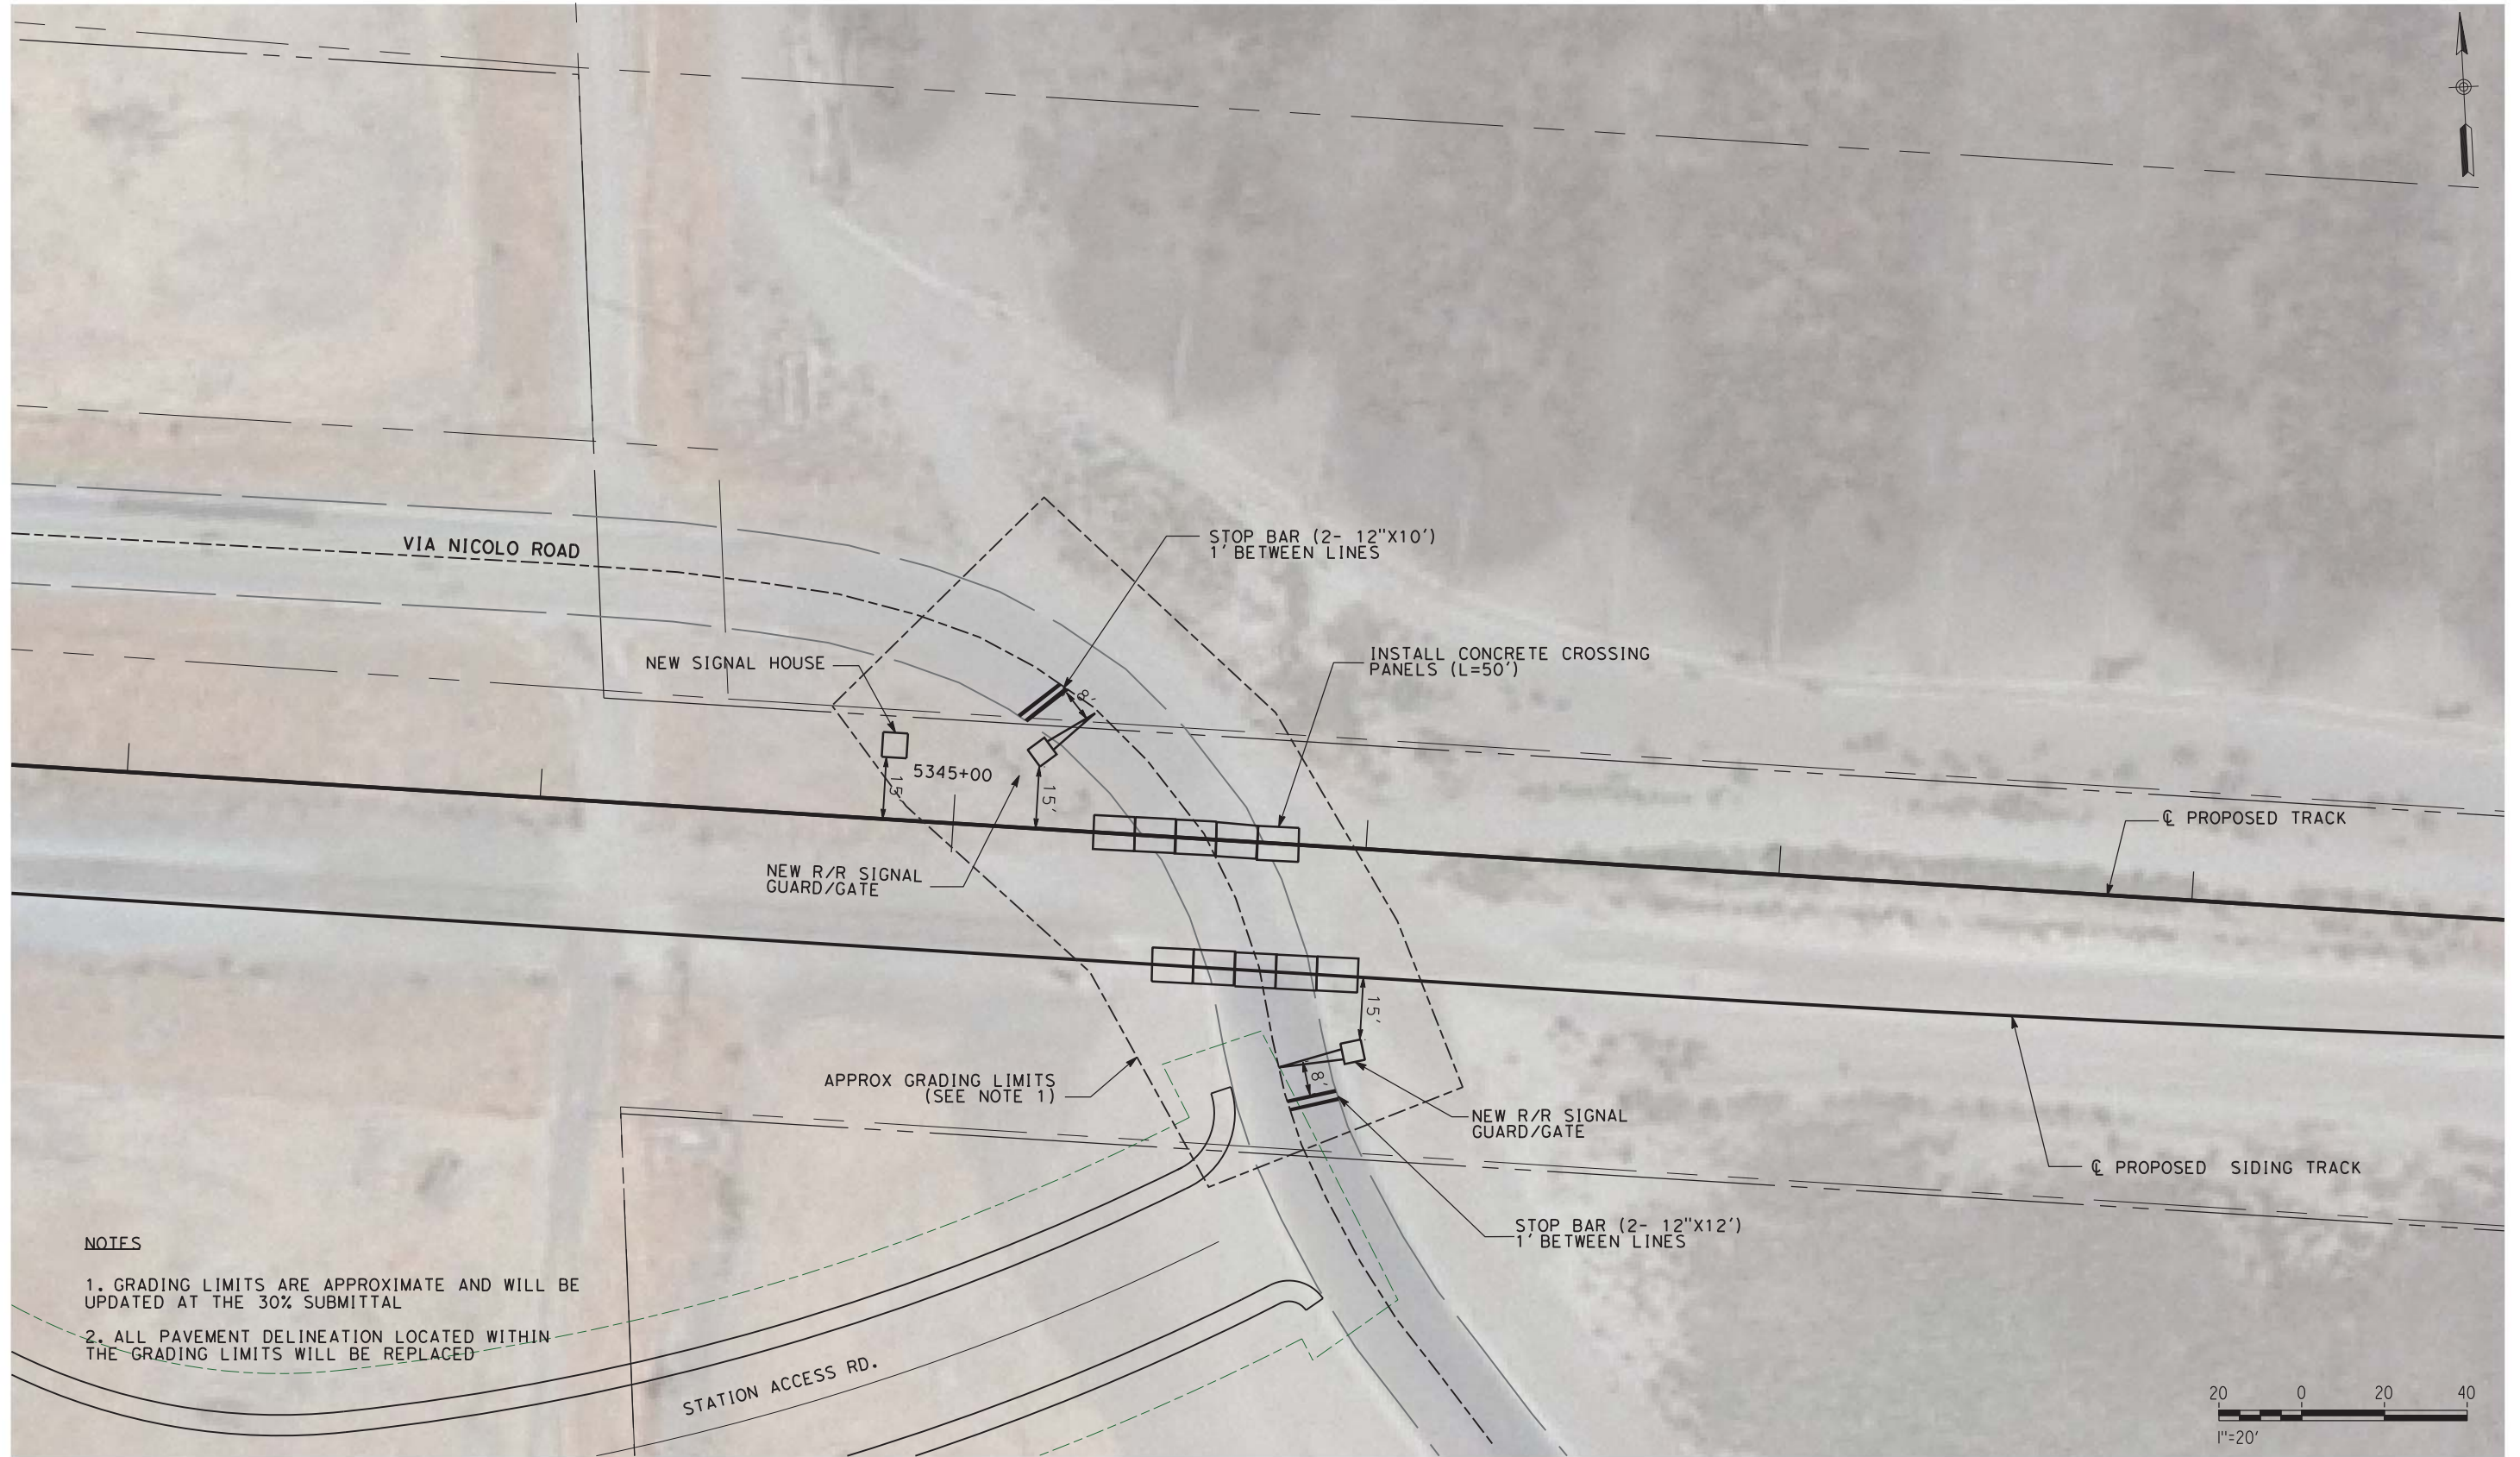 STOP BAR (2- 12"X10')
1' BETWEEN LINES
VIA NICOLO ROAD
NEW SIGNAL HOUSE
INSTALL CONCRETE CROSSING
PANELS (L=50')
8'
5345+00
15'
15'
℄ PROPOSED TRACK
NEW R/R SIGNAL
GUARD/GATE
15'
APPROX GRADING LIMITS
(SEE NOTE 1)
8'
NEW R/R SIGNAL
GUARD/GATE
℄ PROPOSED SIDING TRACK
STOP BAR (2- 12"X12')
1' BETWEEN LINES
NOTES
1. GRADING LIMITS ARE APPROXIMATE AND WILL BE
UPDATED AT THE 30% SUBMITTAL
2. ALL PAVEMENT DELINEATION LOCATED WITHIN
THE GRADING LIMITS WILL BE REPLACED
STATION ACCESS RD.
20 0 20 40
1"=20'